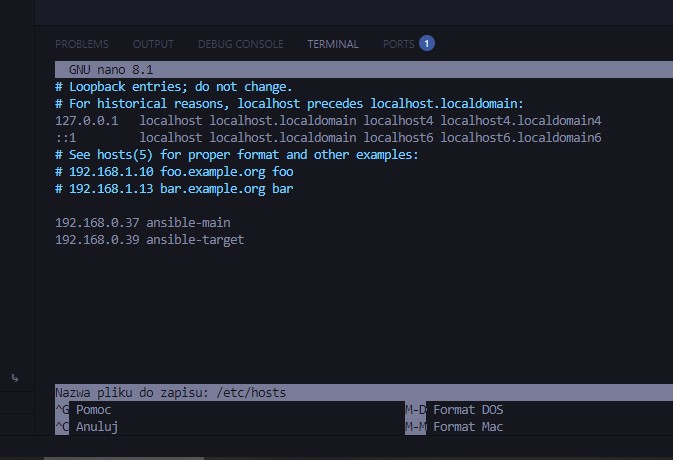 PROBLEMS OUTPUT DEBUG CONSOLE TERMINAL PORTS 1
GNU nano 8.1
# Loopback entries; do not change.
# For historical reasons, localhost precedes localhost.localdomain:
127.0.0.1   localhost localhost.localdomain localhost4 localhost4.localdomain4
::1         localhost localhost.localdomain localhost6 localhost6.localdomain6
# See hosts(5) for proper format and other examples:
# 192.168.1.10 foo.example.org foo
# 192.168.1.13 bar.example.org bar
192.168.0.37 ansible-main
192.168.0.39 ansible-target
Nazwa pliku do zapisu: /etc/hosts
^G Pomoc M-D Format DOS
^C Anuluj M-M Format Mac